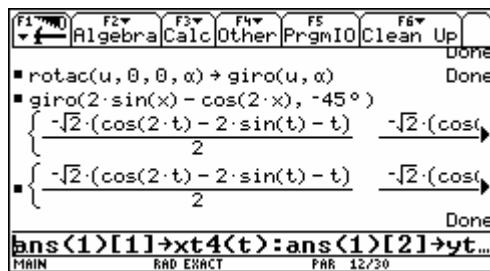 F1 F2 F3 F4 F5 F6
Algebra Calc Other PrgmIO Clean Up
Done
▪rotac(u,0,0,α)→giro(u,α) Done
▪giro(2·sin(x)-cos(2·x),-45°)
{ -√2·(cos(2·t)-2·sin(t)-t) -√2·(cos(
2
▪{ -√2·(cos(2·t)-2·sin(t)-t) -√2·(cos(
2
Done
ans(1)[1]→xt4(t):ans(1)[2]→yt…
MAIN RAD EXACT PAR 12/30